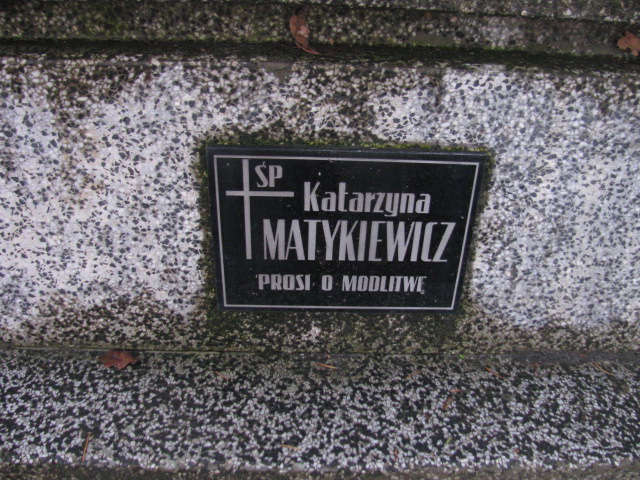 ŚP
Katarzyna
MATYKIEWICZ
PROSI O MODLITWĘ